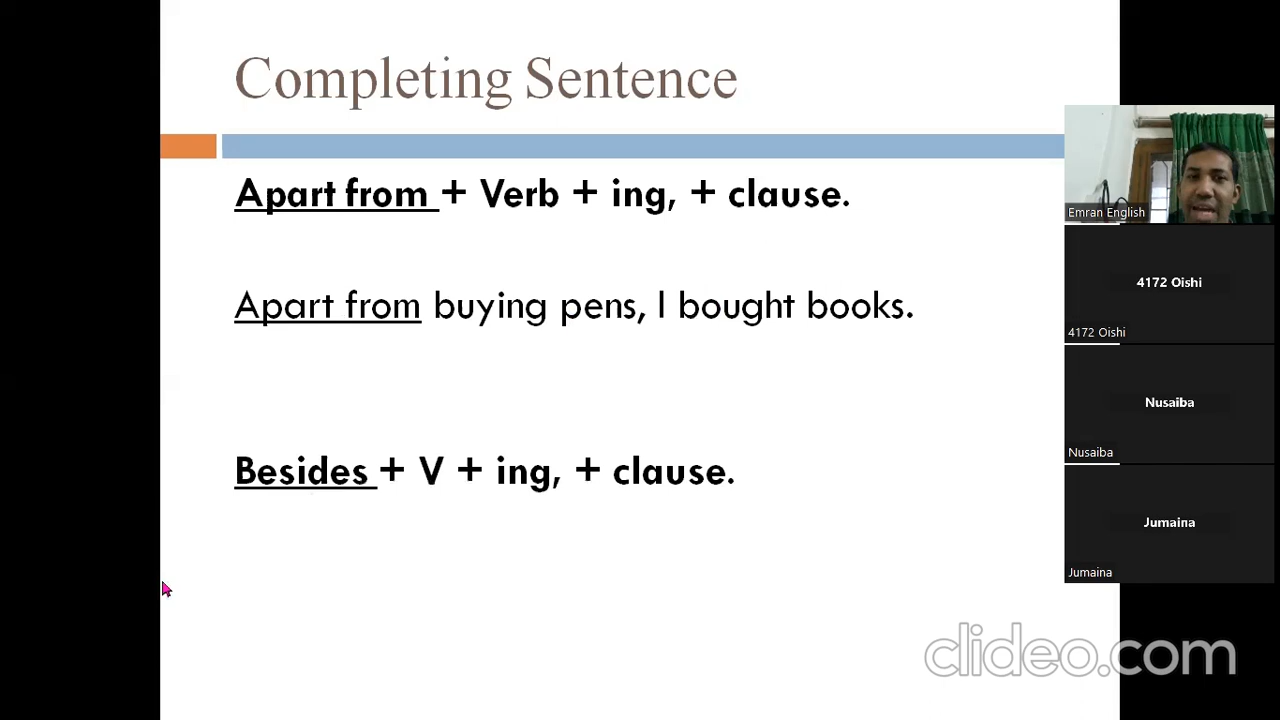 Completing Sentence
Apart from + Verb + ing, + clause.
Apart from buying pens, I bought books.
Besides + V + ing, + clause.
Emran English
4172 Oishi
4172 Oishi
Nusaiba
Nusaiba
Jumaina
Jumaina
clideo.com